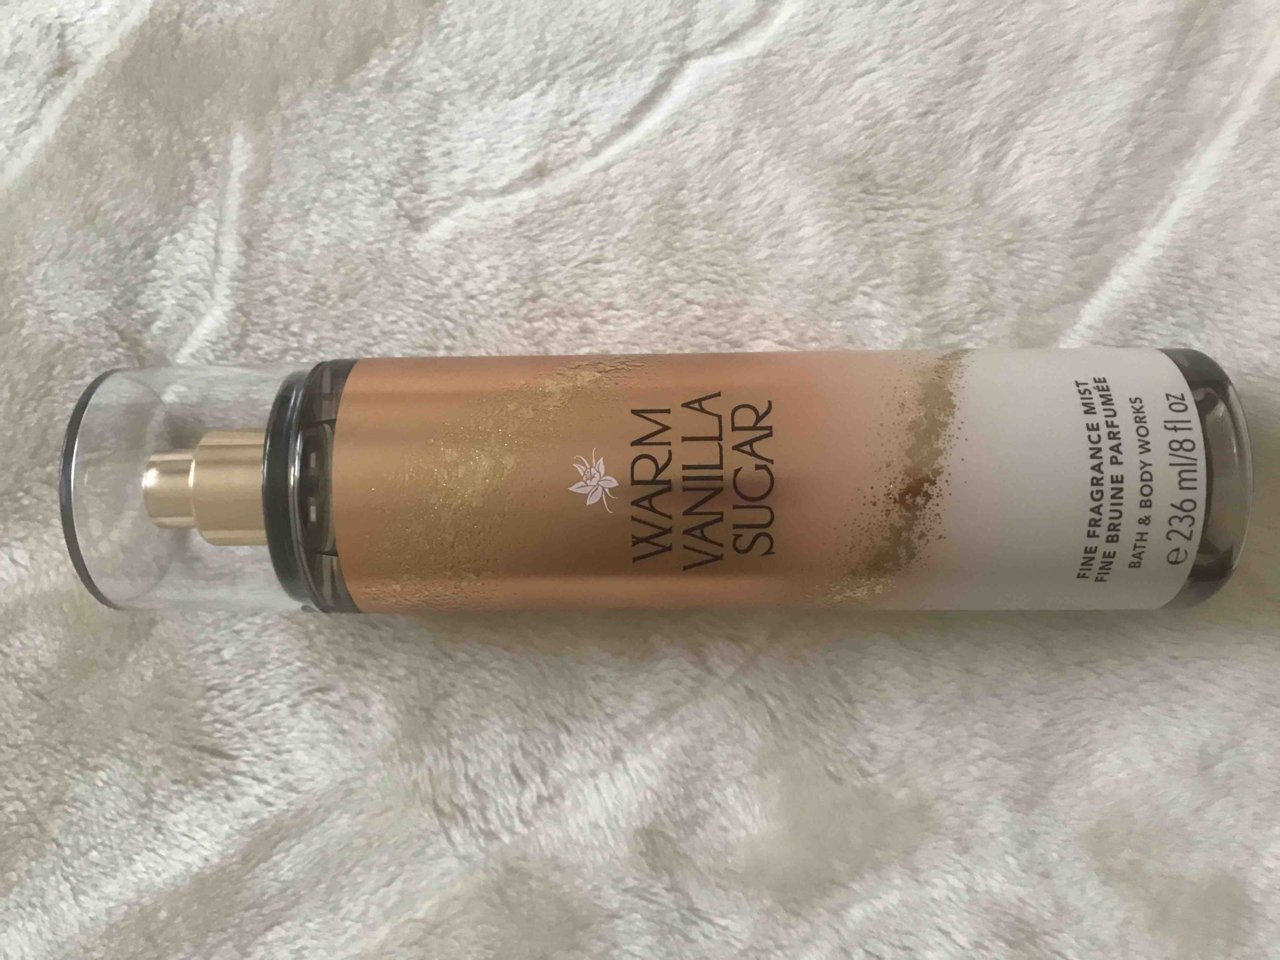 WARM
VANILLA
SUGAR
FINE FRAGRANCE MIST
FINE BRUINE PARFUMÉE
BATH & BODY WORKS
℮ 236 ml/8 fl oz